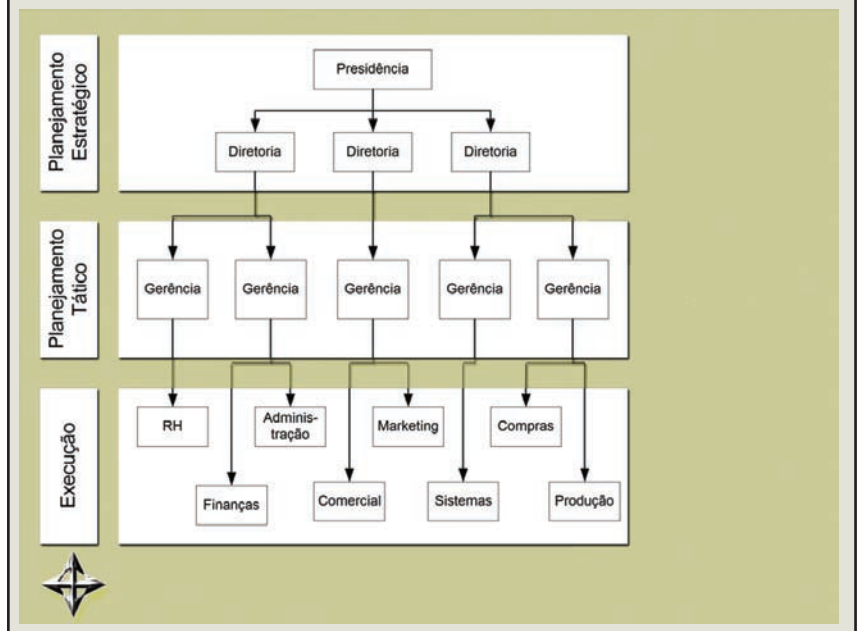 Planejamento
Estratégico
Presidência
Diretoria
Diretoria
Diretoria
Planejamento
Tático
Gerência
Gerência
Gerência
Gerência
Gerência
Execução
RH
Adminis-
tração
Marketing
Compras
Finanças
Comercial
Sistemas
Produção